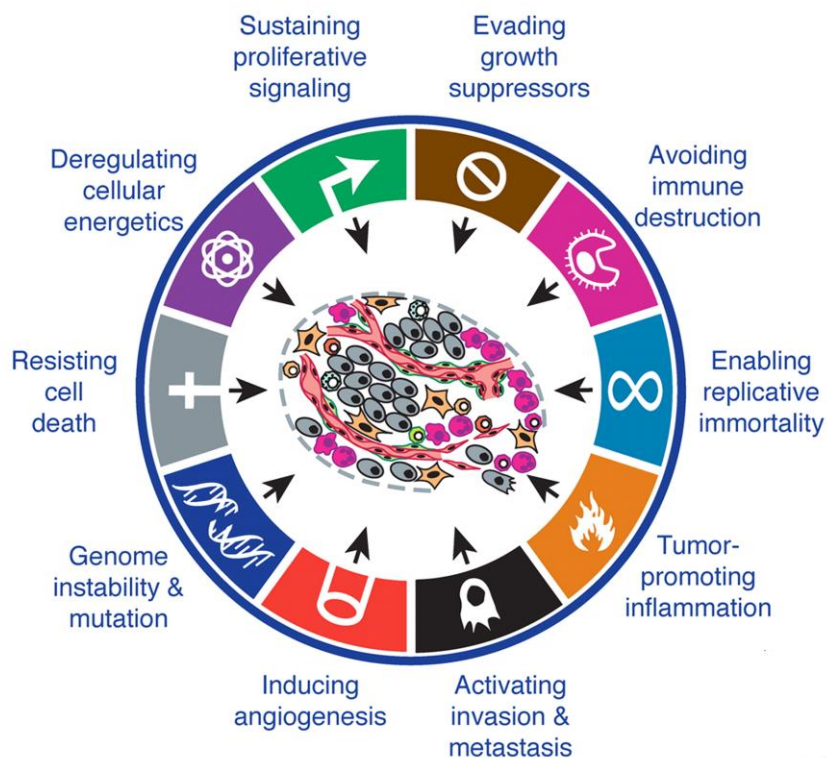 Sustaining
proliferative
signaling
Evading
growth
suppressors
Avoiding
immune
destruction
Enabling
replicative
immortality
Tumor-
promoting
inflammation
Activating
invasion &
metastasis
Inducing
angiogenesis
Genome
instability &
mutation
Resisting
cell
death
Deregulating
cellular
energetics